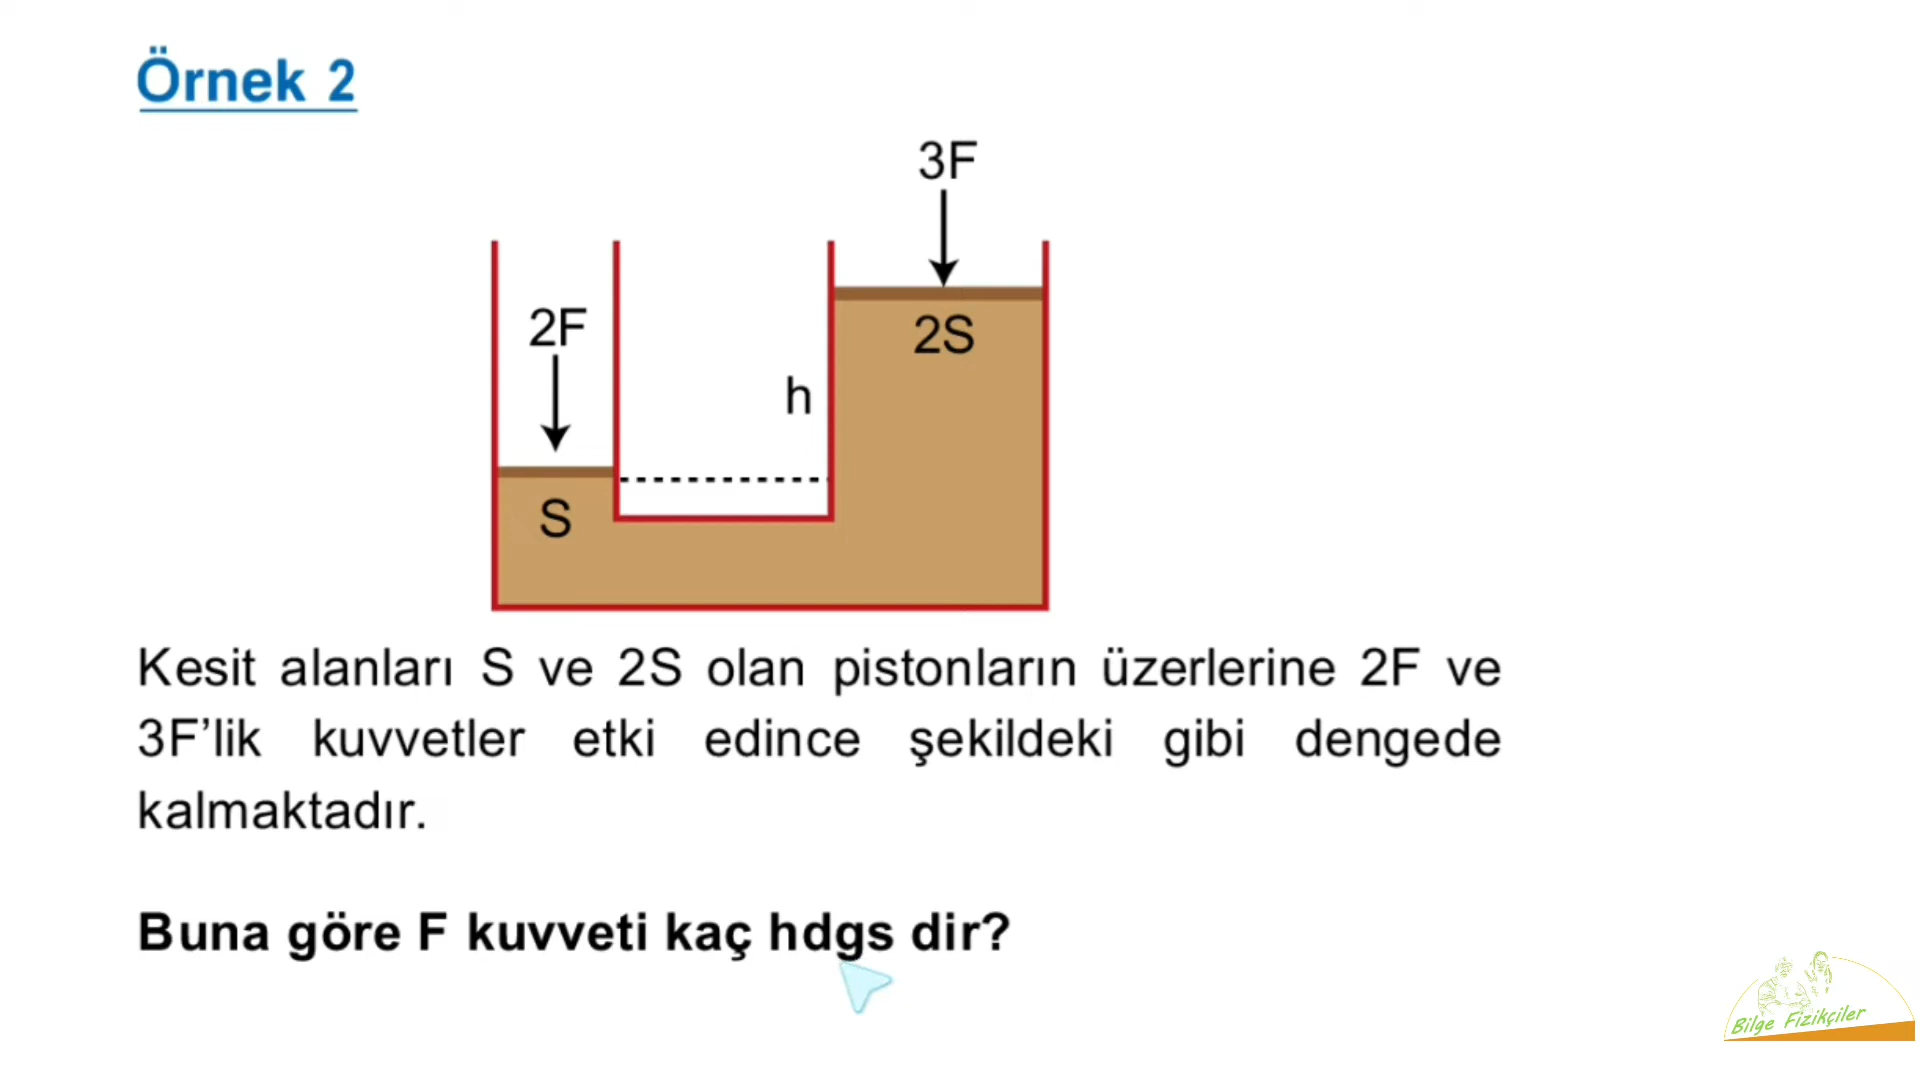 Örnek 2
3F
2F
2S
h
S
Kesit alanları S ve 2S olan pistonların üzerlerine 2F ve
3F’lik kuvvetler etki edince şekildeki gibi dengede
kalmaktadır.
Buna göre F kuvveti kaç hdgs dir?
Bilge Fizikçiler